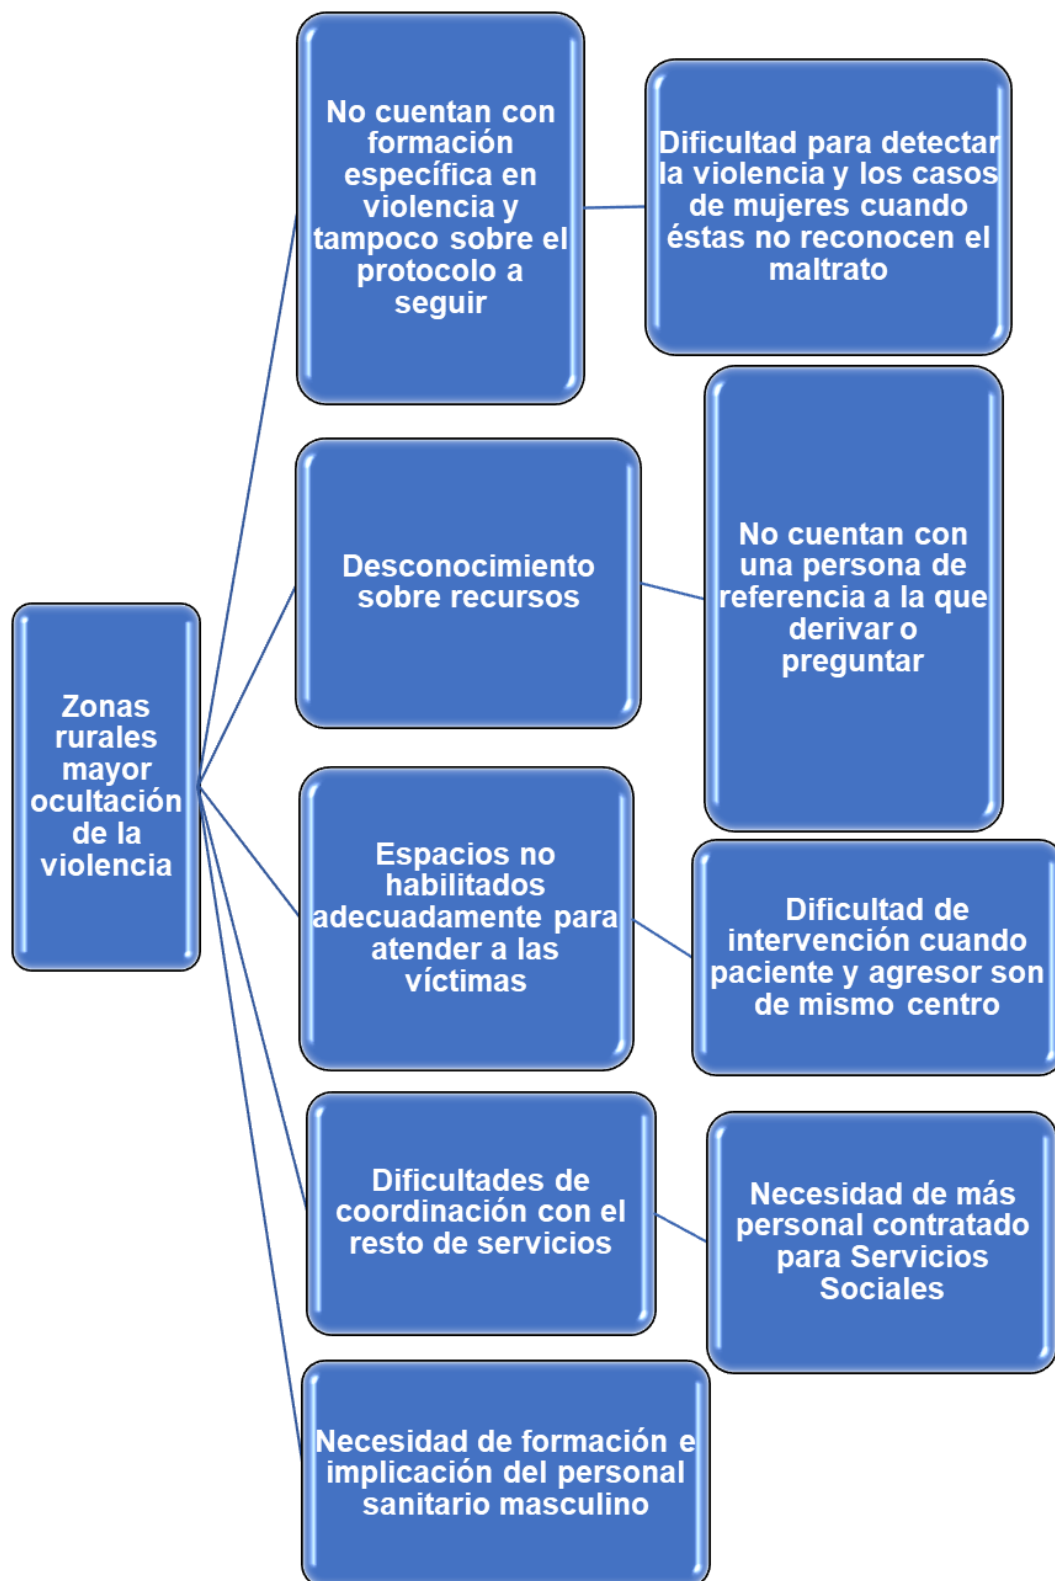 No cuentan con
formación
específica en
violencia y
tampoco sobre el
protocolo a
seguir
Dificultad para detectar
la violencia y los casos
de mujeres cuando
éstas no reconocen el
maltrato
Desconocimiento
sobre recursos
No cuentan con
una persona de
referencia a la que
derivar o
preguntar
Zonas
rurales
mayor
ocultación
de la
violencia
Espacios no
habilitados
adecuadamente para
atender a las
víctimas
Dificultad de
intervención cuando
paciente y agresor son
de mismo centro
Dificultades de
coordinación con el
resto de servicios
Necesidad de más
personal contratado
para Servicios
Sociales
Necesidad de formación e
implicación del personal
sanitario masculino